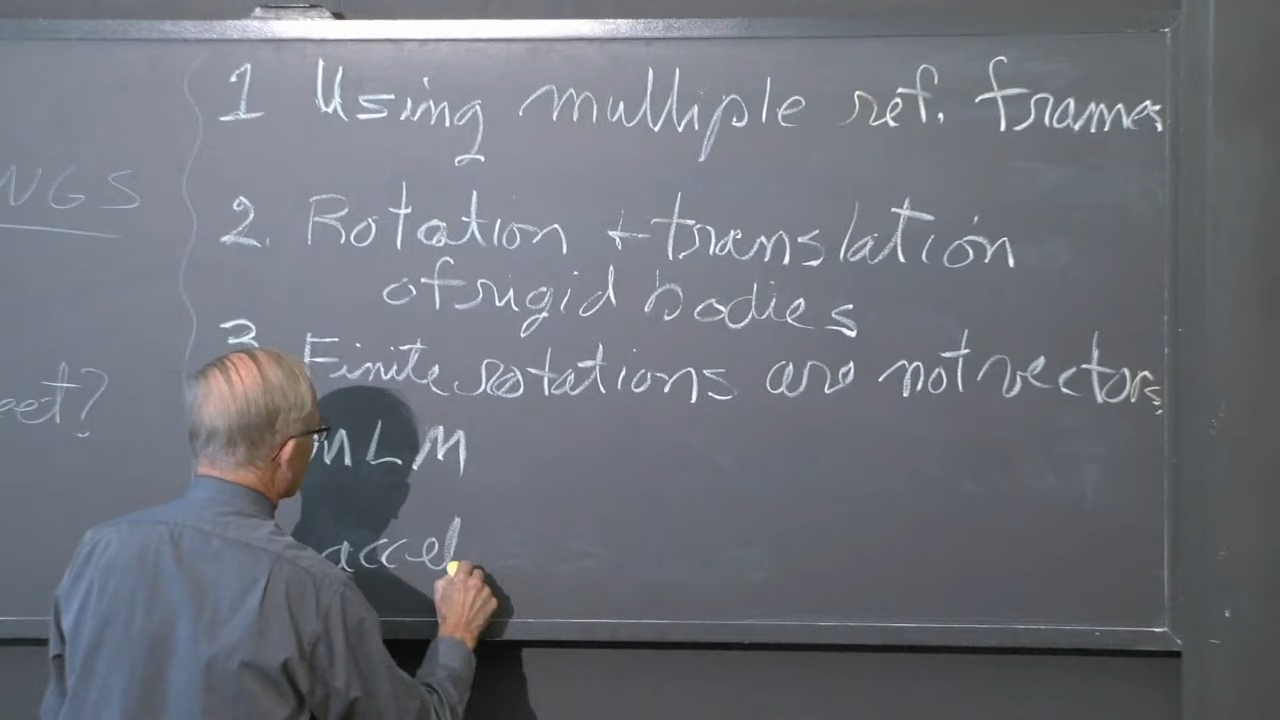 NGS
eet?
1 Using multiple ref. frames
2. Rotation + translation
of rigid bodies
3 Finite rotations are not vectors
MLM
accel